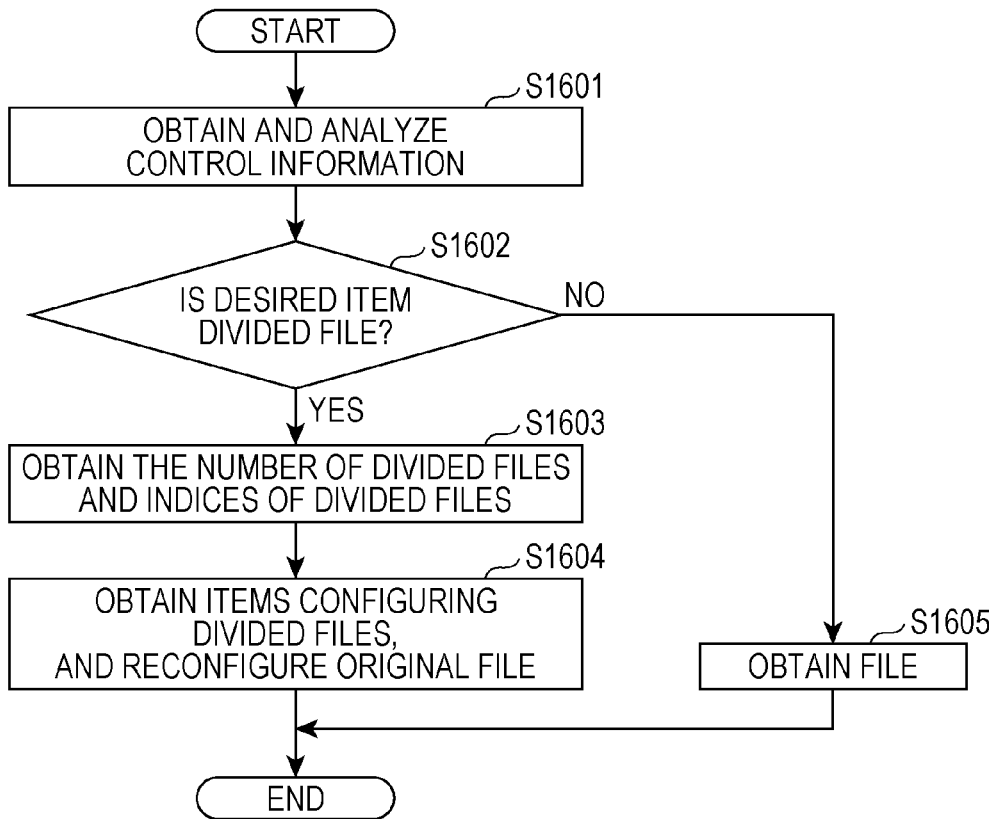 START
S1601
OBTAIN AND ANALYZE
CONTROL INFORMATION
S1602
IS DESIRED ITEM
DIVIDED FILE?
NO
YES
S1603
OBTAIN THE NUMBER OF DIVIDED FILES
AND INDICES OF DIVIDED FILES
S1604
OBTAIN ITEMS CONFIGURING
DIVIDED FILES,
AND RECONFIGURE ORIGINAL FILE
S1605
OBTAIN FILE
END